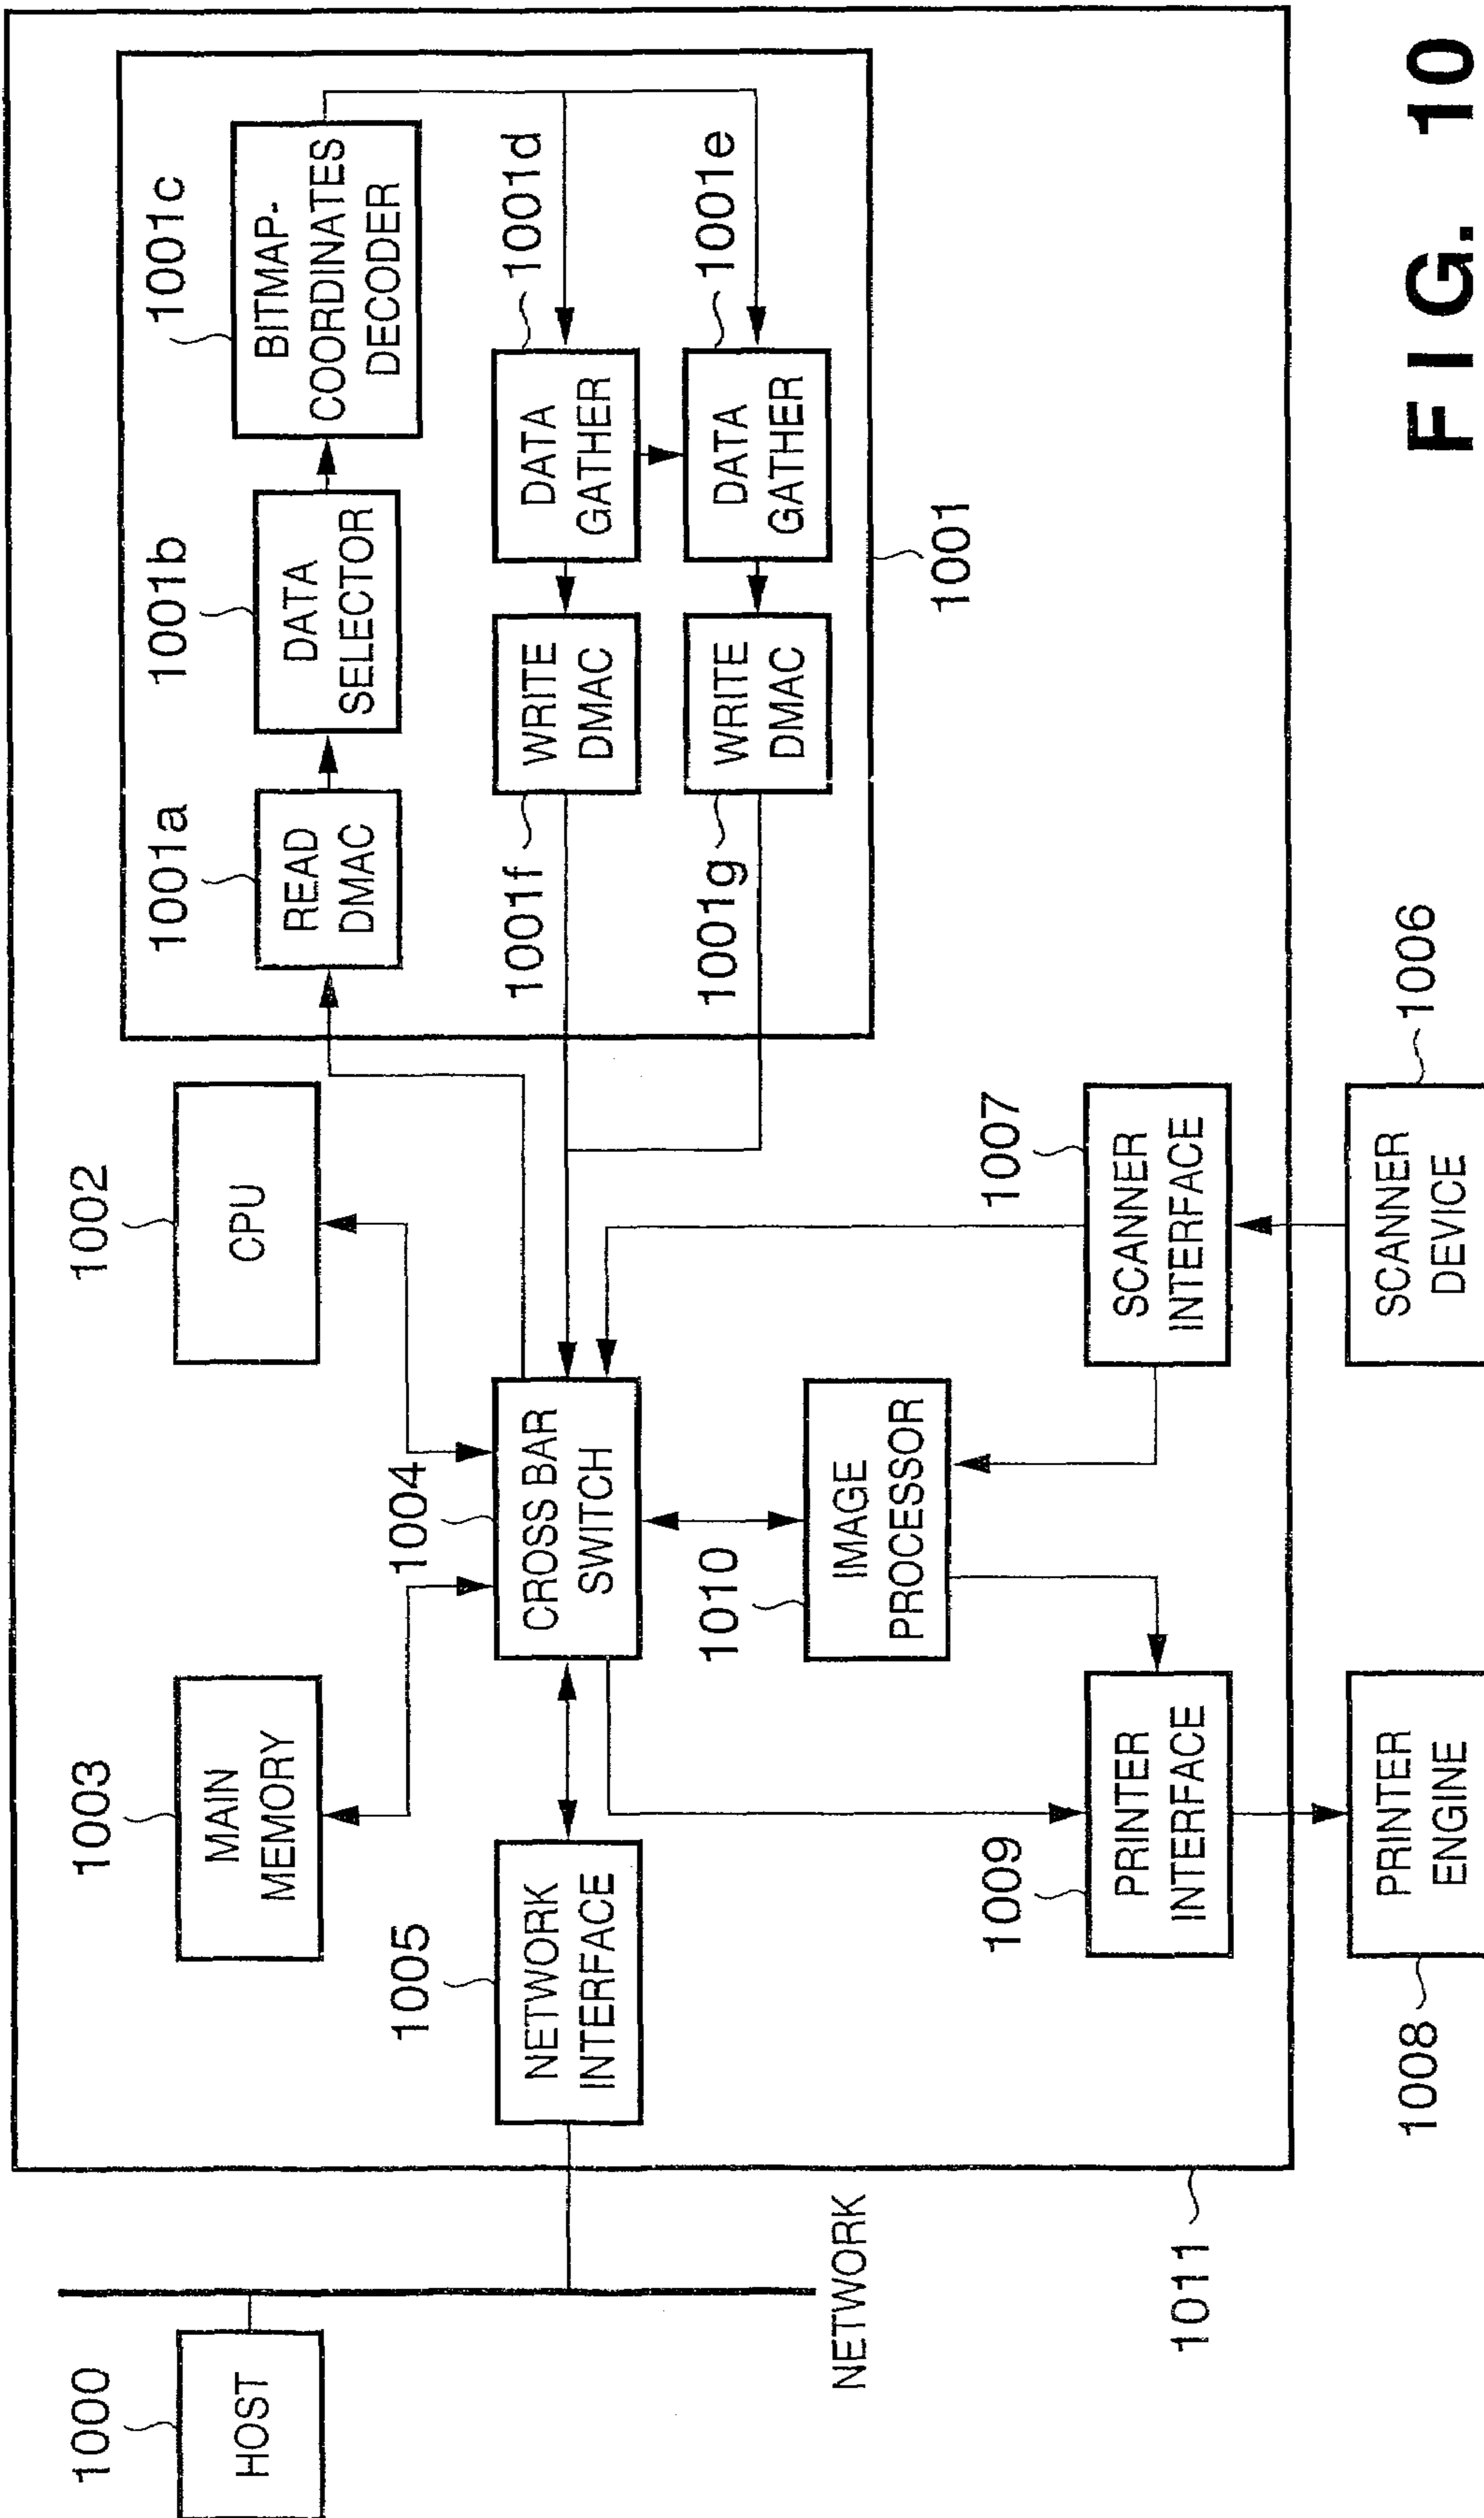 1000
HOST
NETWORK
1011
1003
MAIN
MEMORY
1002
CPU
1005
NETWORK
INTERFACE
1004
CROSS BAR
SWITCH
1010
IMAGE
PROCESSOR
1009
PRINTER
INTERFACE
1007
SCANNER
INTERFACE
1008
PRINTER
ENGINE
1006
SCANNER
DEVICE
1001a
READ
DMAC
1001b
DATA
SELECTOR
1001c
BITMAP-
COORDINATES
DECODER
1001f
WRITE
DMAC
DATA
GATHER
1001d
1001g
WRITE
DMAC
DATA
GATHER
1001e
1001
FIG. 10